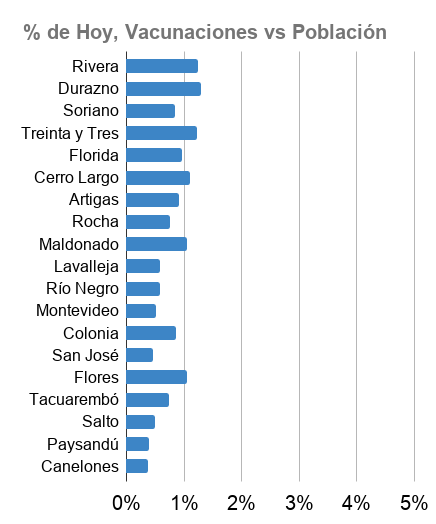 % de Hoy, Vacunaciones vs Población
Rivera
Durazno
Soriano
Treinta y Tres
Florida
Cerro Largo
Artigas
Rocha
Maldonado
Lavalleja
Río Negro
Montevideo
Colonia
San José
Flores
Tacuarembó
Salto
Paysandú
Canelones
0% 1% 2% 3% 4% 5%